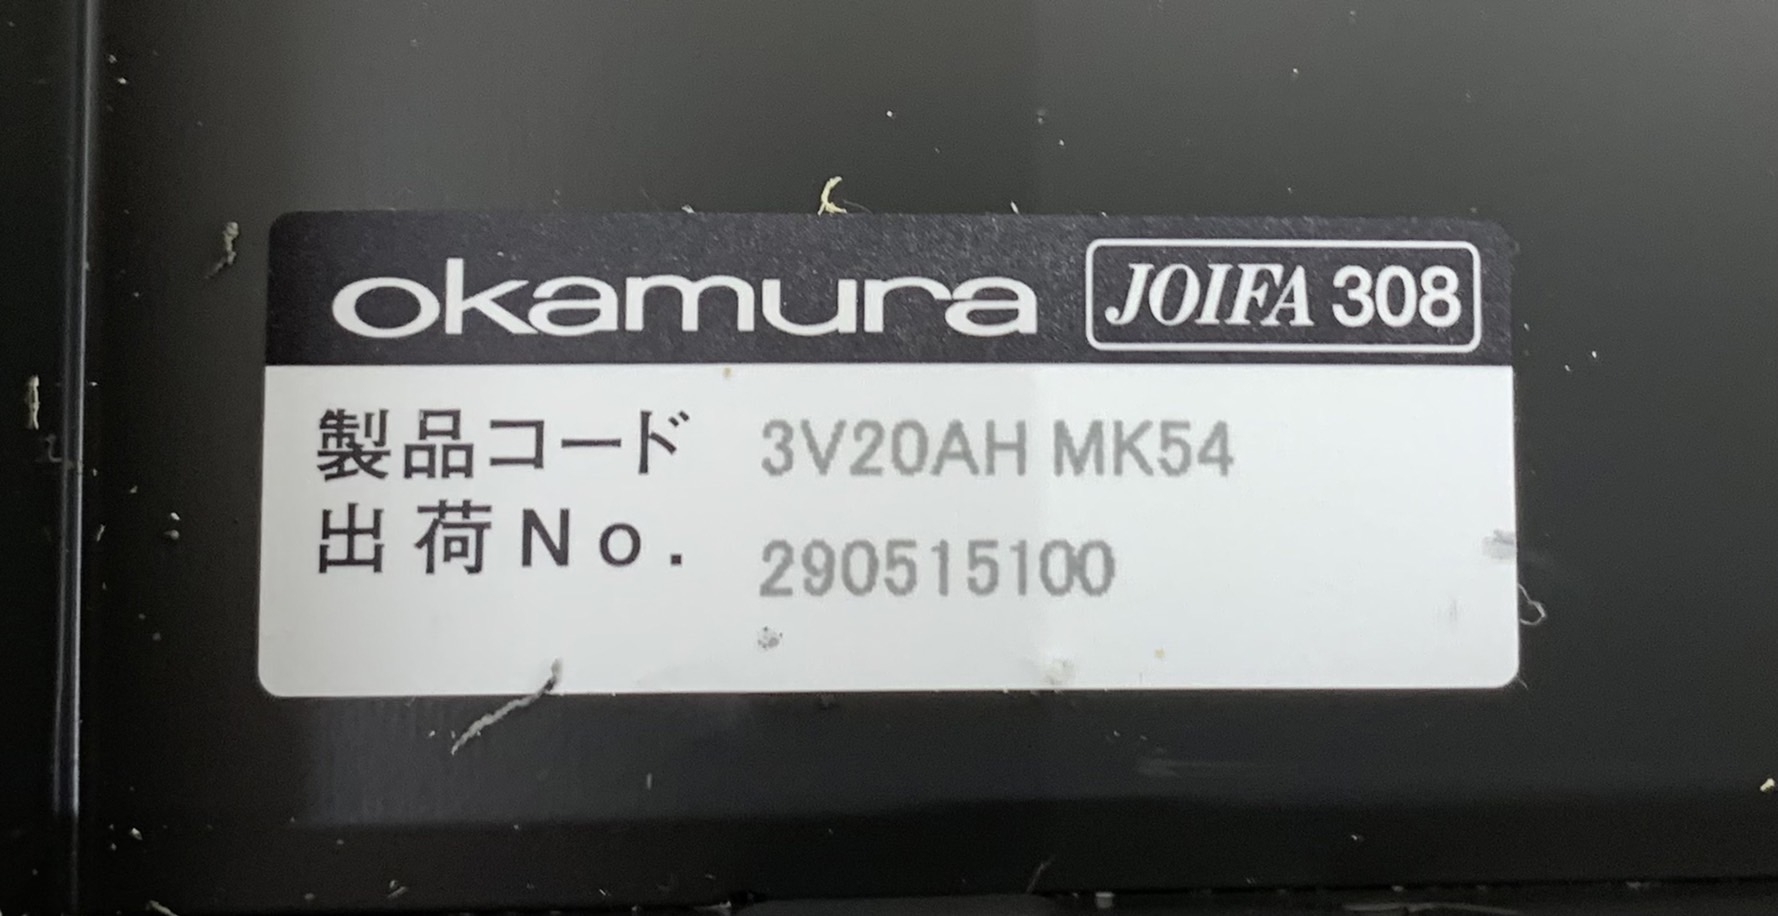 okamura JOIFA 308
製品コード 3V20AH MK54
出荷No. 290515100